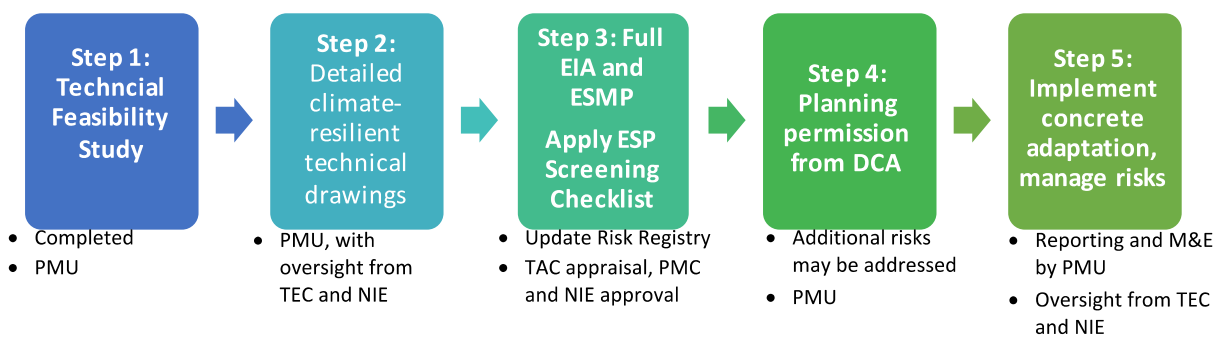 Step 1:
Techncial
Feasibility
Study
Step 2:
Detailed
climate-
resilient
technical
drawings
Step 3: Full
EIA and
ESMP
Apply ESP
Screening
Checklist
Step 4:
Planning
permission
from DCA
Step 5:
Implement
concrete
adaptation,
manage risks
• Completed
• PMU
• PMU, with
oversight from
TEC and NIE
• Update Risk Registry
• TAC appraisal, PMC
and NIE approval
• Additional risks
may be addressed
• PMU
• Reporting and M&E
by PMU
• Oversight from TEC
and NIE